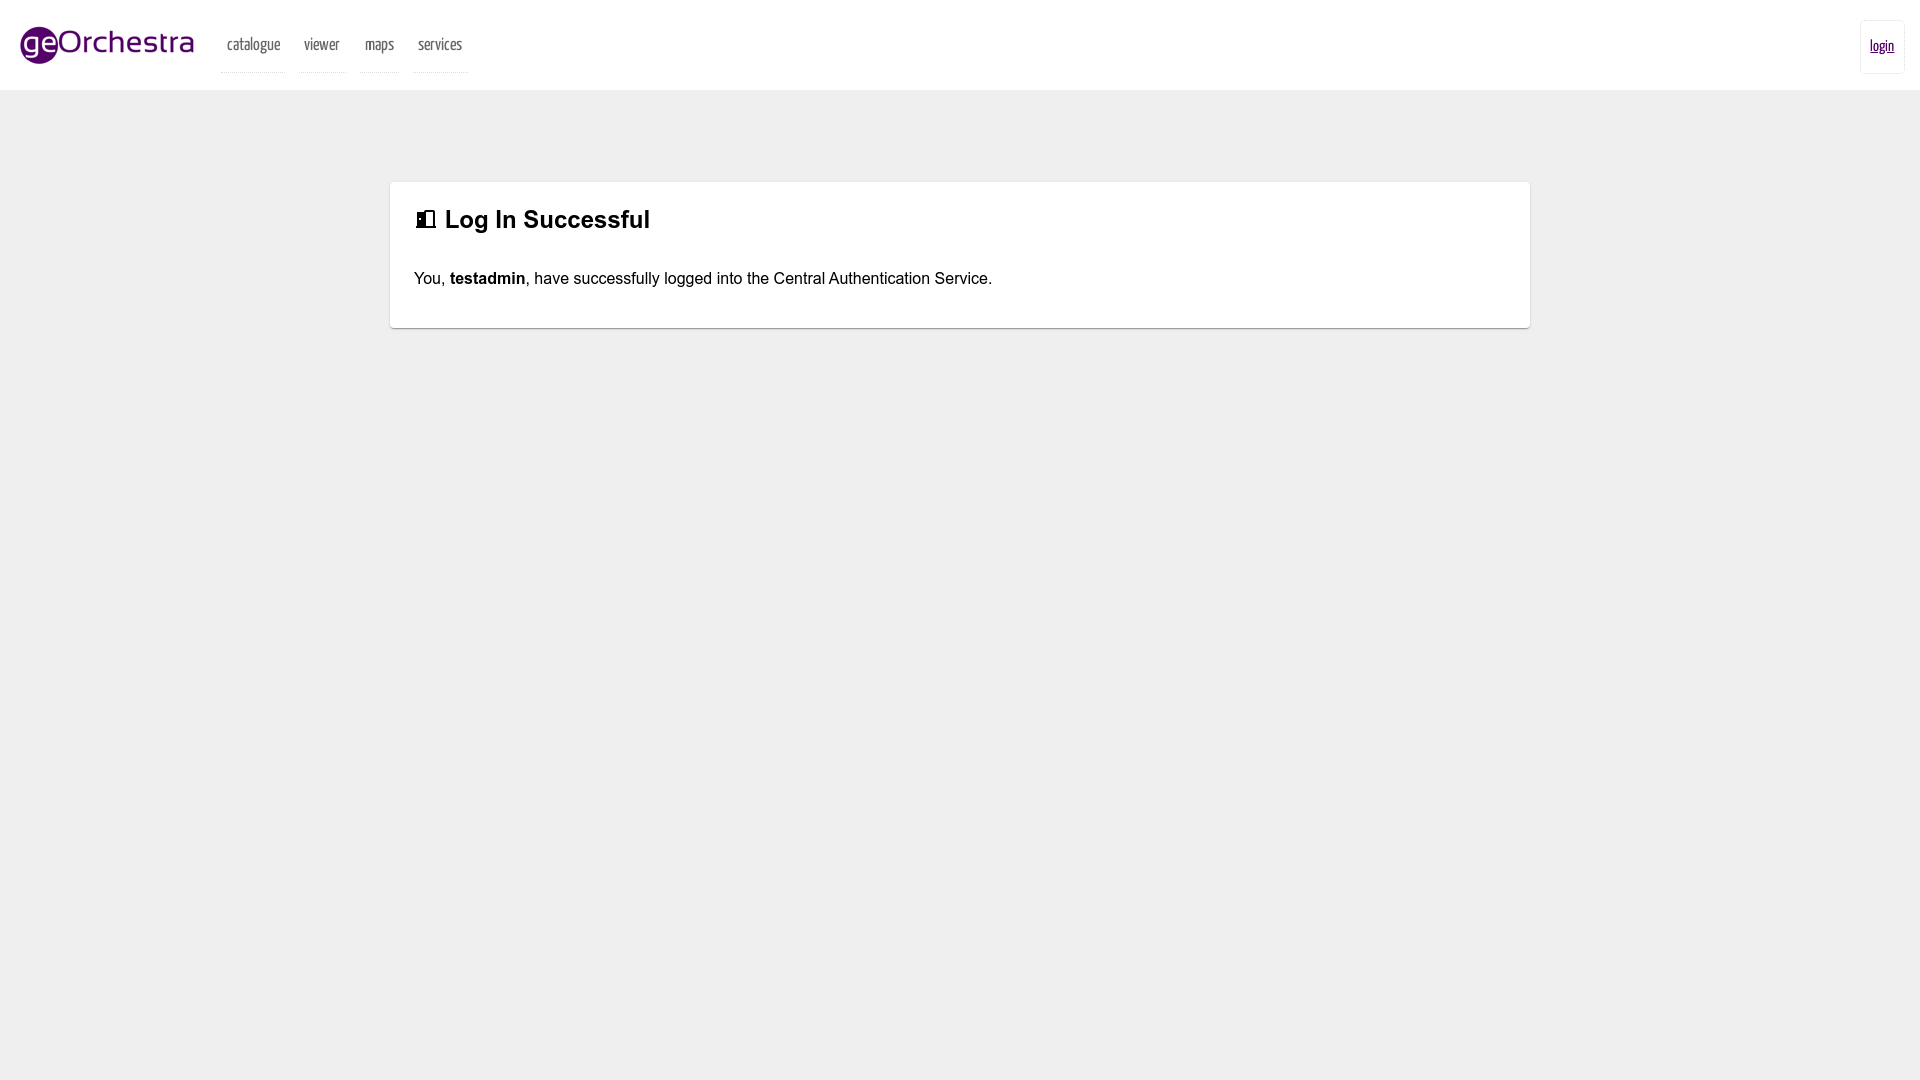 geOrchestra catalogue viewer maps services login
Log In Successful
You, testadmin, have successfully logged into the Central Authentication Service.